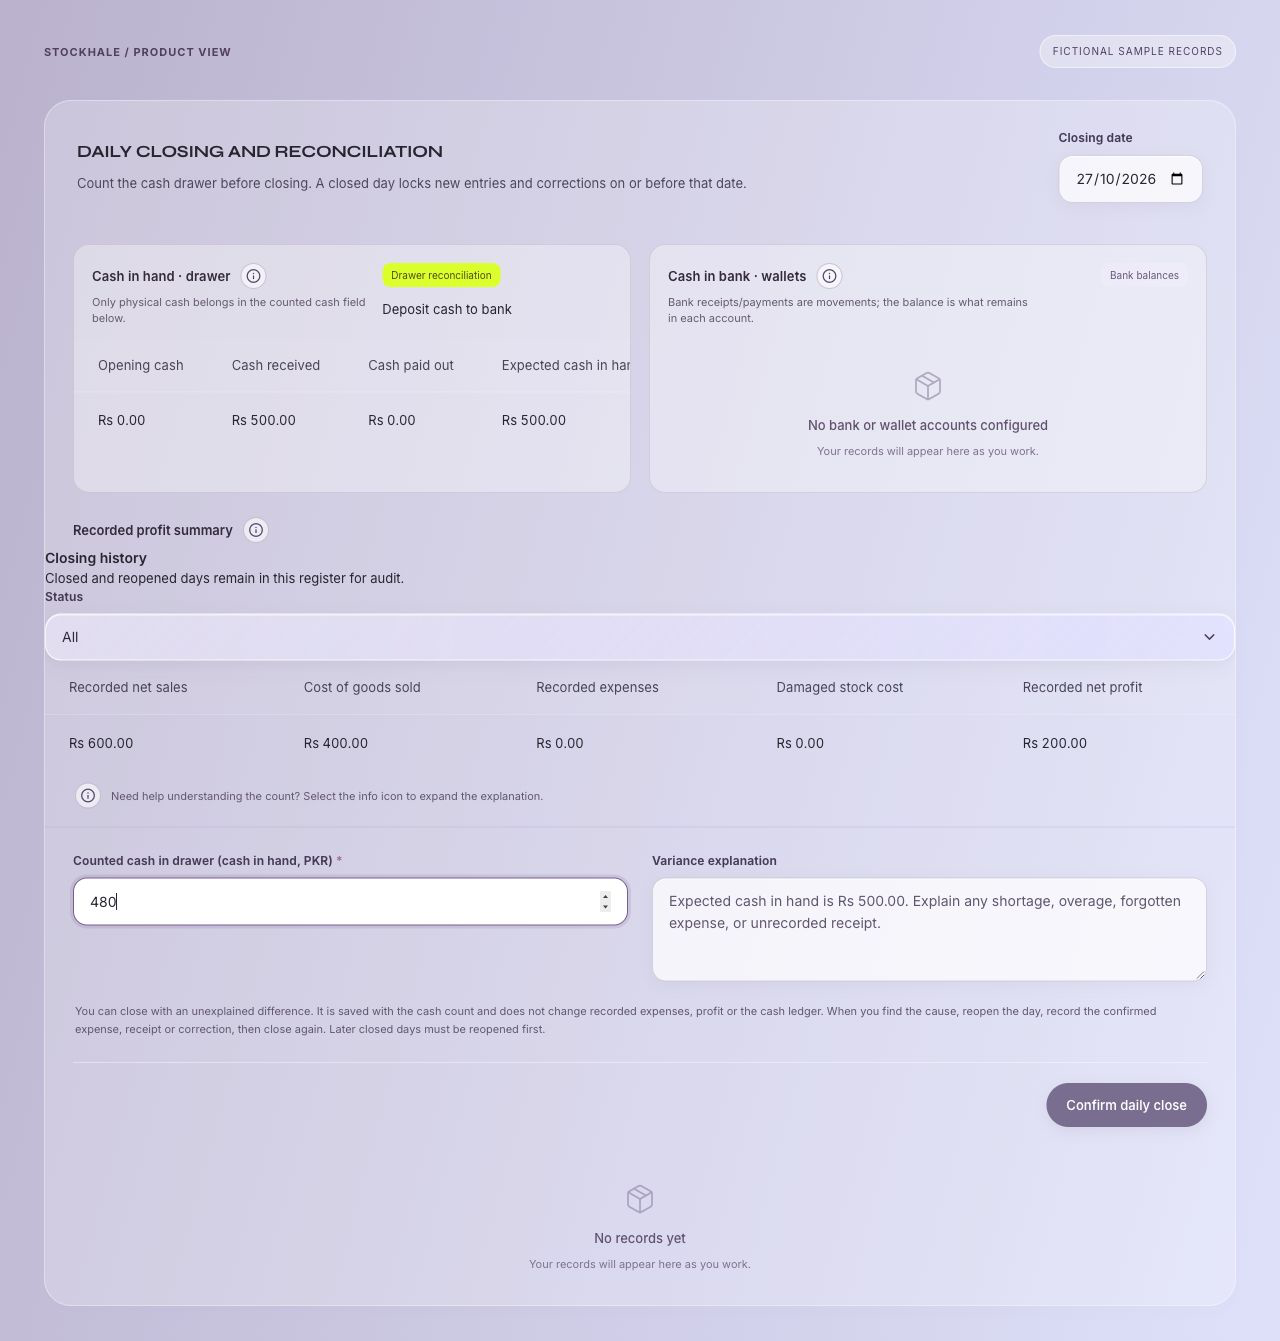 STOCKHALE / PRODUCT VIEW
FICTIONAL SAMPLE RECORDS
DAILY CLOSING AND RECONCILIATION
Count the cash drawer before closing. A closed day locks new entries and corrections on or before that date.
Closing date
27/10/2026
Cash in hand · drawer
Only physical cash belongs in the counted cash field
below.
Drawer reconciliation
Deposit cash to bank
Opening cash Cash received Cash paid out Expected cash in har
Rs 0.00 Rs 500.00 Rs 0.00 Rs 500.00
Cash in bank · wallets
Bank receipts/payments are movements; the balance is what remains
in each account.
Bank balances
No bank or wallet accounts configured
Your records will appear here as you work.
Recorded profit summary
Closing history
Closed and reopened days remain in this register for audit.
Status
All
Recorded net sales Cost of goods sold Recorded expenses Damaged stock cost Recorded net profit
Rs 600.00 Rs 400.00 Rs 0.00 Rs 0.00 Rs 200.00
Need help understanding the count? Select the info icon to expand the explanation.
Counted cash in drawer (cash in hand, PKR) *
480
Variance explanation
Expected cash in hand is Rs 500.00. Explain any shortage, overage, forgotten
expense, or unrecorded receipt.
You can close with an unexplained difference. It is saved with the cash count and does not change recorded expenses, profit or the cash ledger. When you find the cause, reopen the day, record the confirmed
expense, receipt or correction, then close again. Later closed days must be reopened first.
Confirm daily close
No records yet
Your records will appear here as you work.